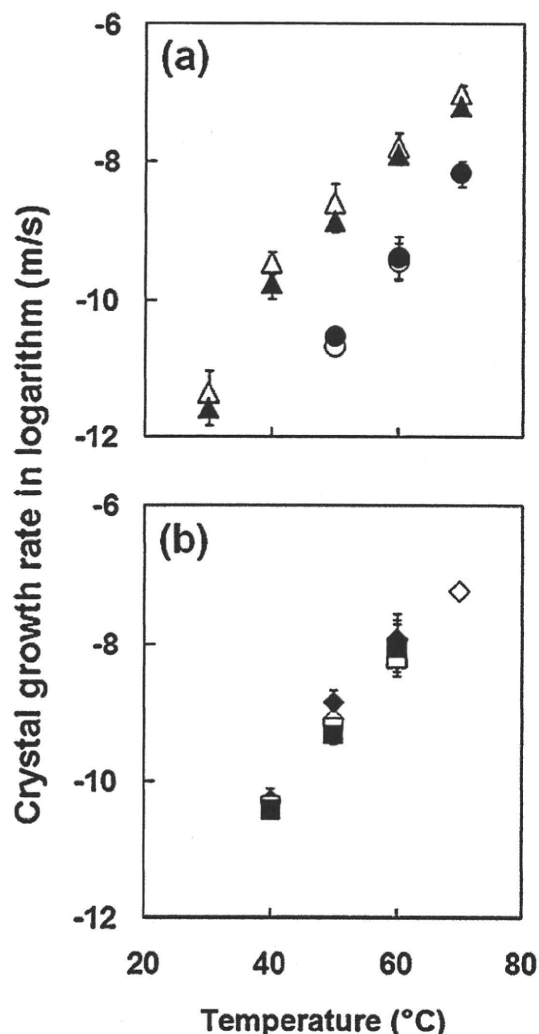 Crystal growth rate in logarithm (m/s)
-6
(a)
-8
-10
-12
-6
(b)
-8
-10
-12
20 40 60 80
Temperature (°C)